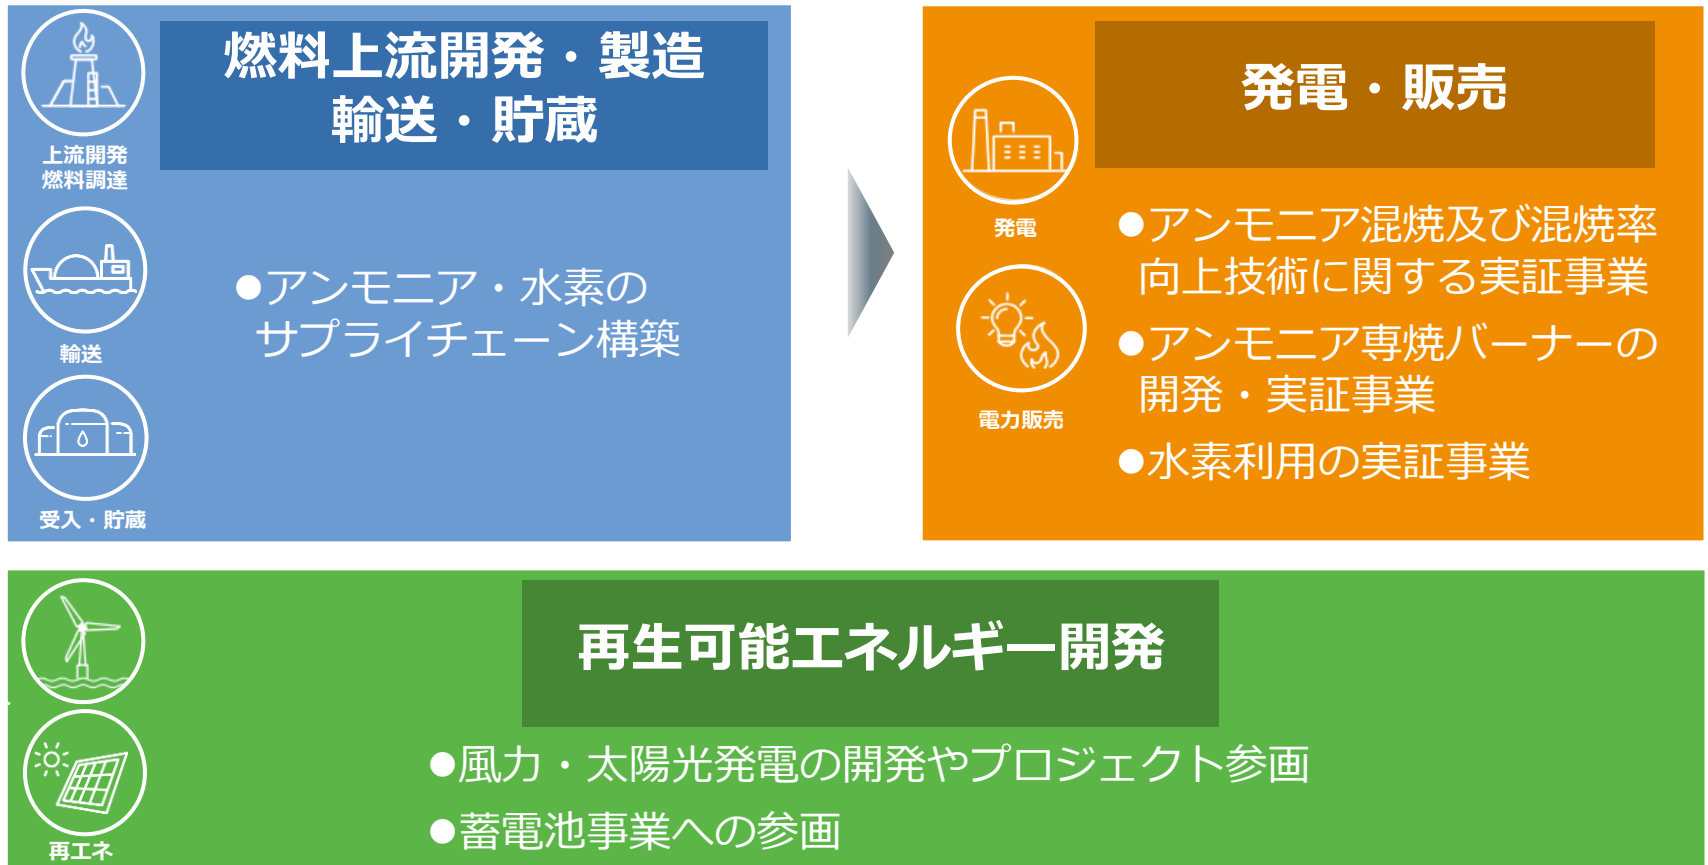 燃料上流開発・製造
輸送・貯蔵
上流開発
燃料調達
輸送
受入・貯蔵
●アンモニア・水素の
サプライチェーン構築
発電・販売
発電
電力販売
●アンモニア混焼及び混焼率
向上技術に関する実証事業
●アンモニア専焼バーナーの
開発・実証事業
●水素利用の実証事業
再生可能エネルギー開発
再エネ
●風力・太陽光発電の開発やプロジェクト参画
●蓄電池事業への参画